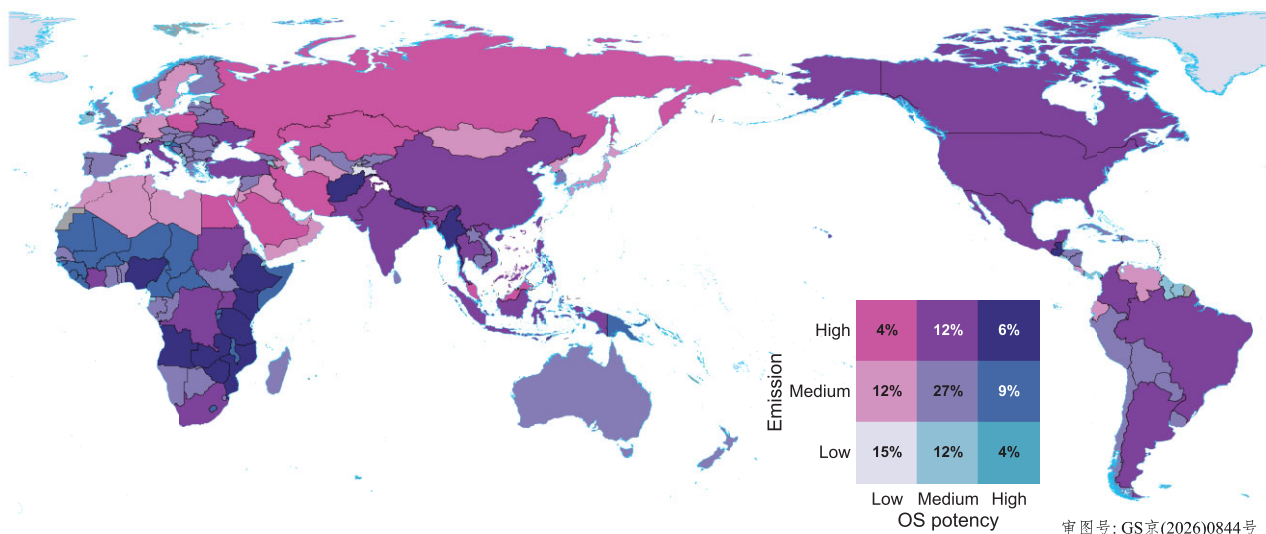 High 4% 12% 6%
Medium 12% 27% 9%
Low 15% 12% 4%
Emission
Low Medium High
OS potency
审图号: GS京(2026)0844号